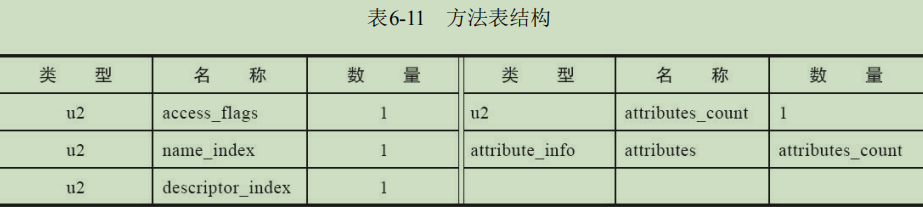 表6-11 方法表结构
类 型 名 称 数 量 类 型 名 称 数 量
u2 access_flags 1 u2 attributes_count 1
u2 name_index 1 attribute_info attributes attributes_count
u2 descriptor_index 1